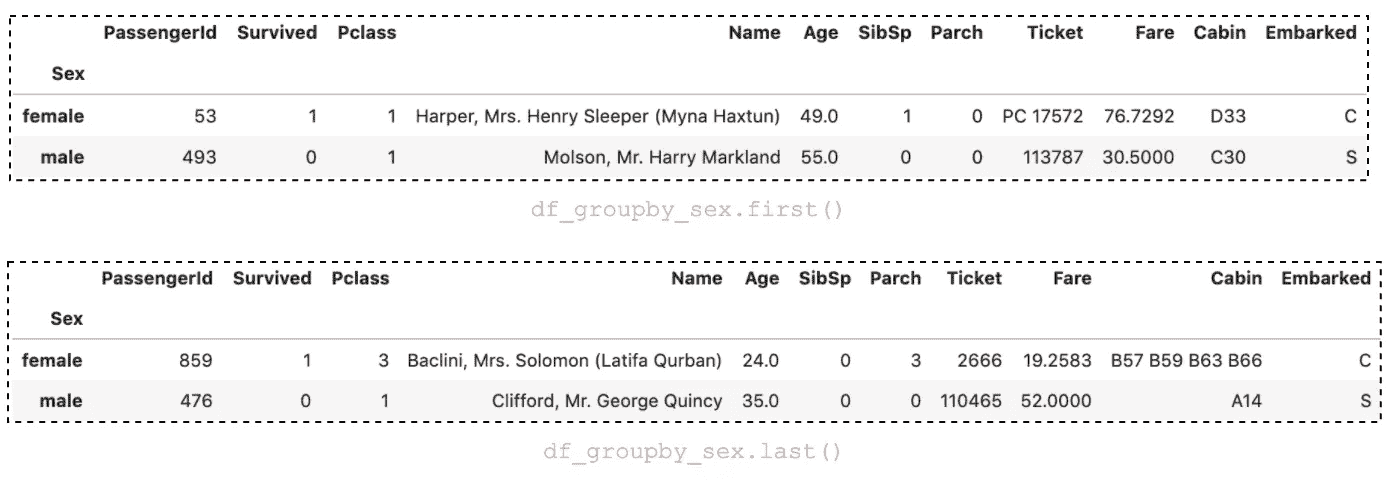 PassengerId Survived Pclass Name Age SibSp Parch Ticket Fare Cabin Embarked
Sex
female 53 1 1 Harper, Mrs. Henry Sleeper (Myna Haxtun) 49.0 1 0 PC 17572 76.7292 D33 C
male 493 0 1 Molson, Mr. Harry Markland 55.0 0 0 113787 30.5000 C30 S
df_groupby_sex.first()
PassengerId Survived Pclass Name Age SibSp Parch Ticket Fare Cabin Embarked
Sex
female 859 1 3 Baclini, Mrs. Solomon (Latifa Qurban) 24.0 0 3 2666 19.2583 B57 B59 B63 B66 C
male 476 0 1 Clifford, Mr. George Quincy 35.0 0 0 110465 52.0000 A14 S
df_groupby_sex.last()